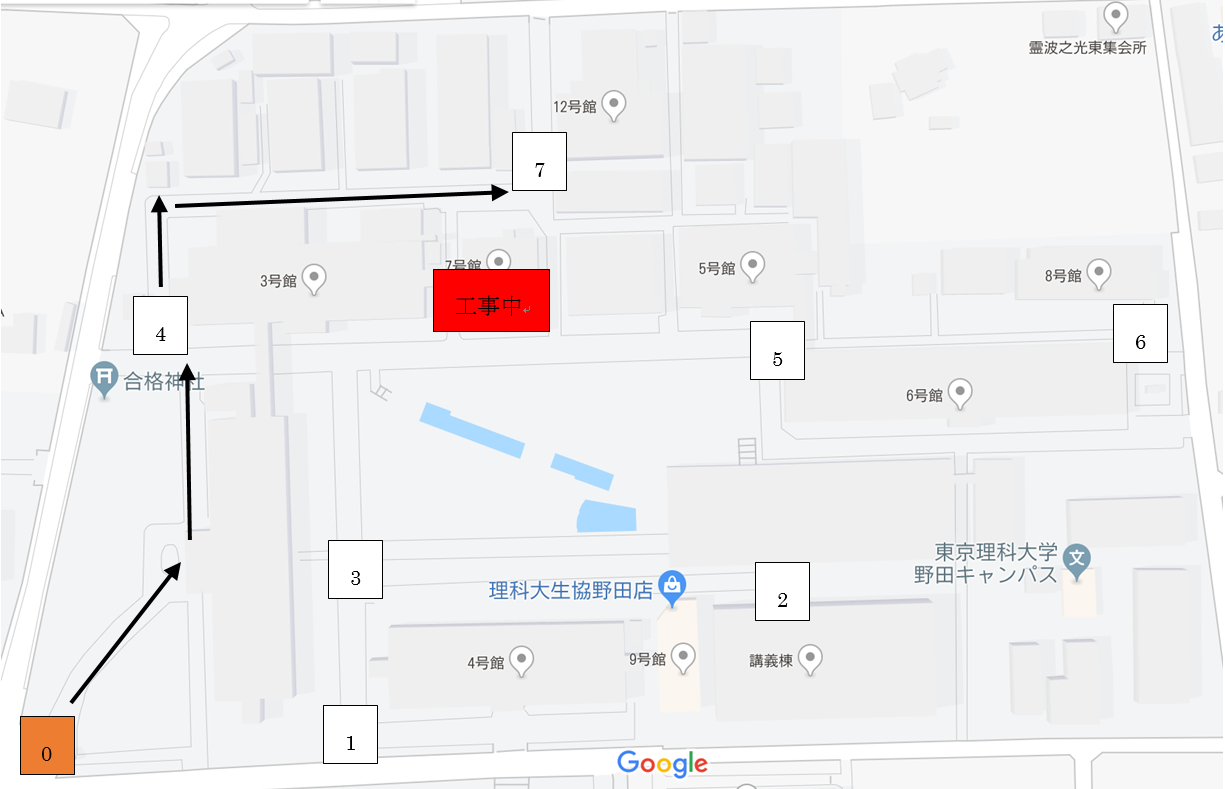 霊波之光東集会所
あ
12号館
7
3号館
7号館
5号館
8号館
工事中
4
5
6
合格神社
6号館
3
理科大生協野田店
2
東京理科大学
野田キャンパス
4号館
9号館
講義棟
0
1
Google